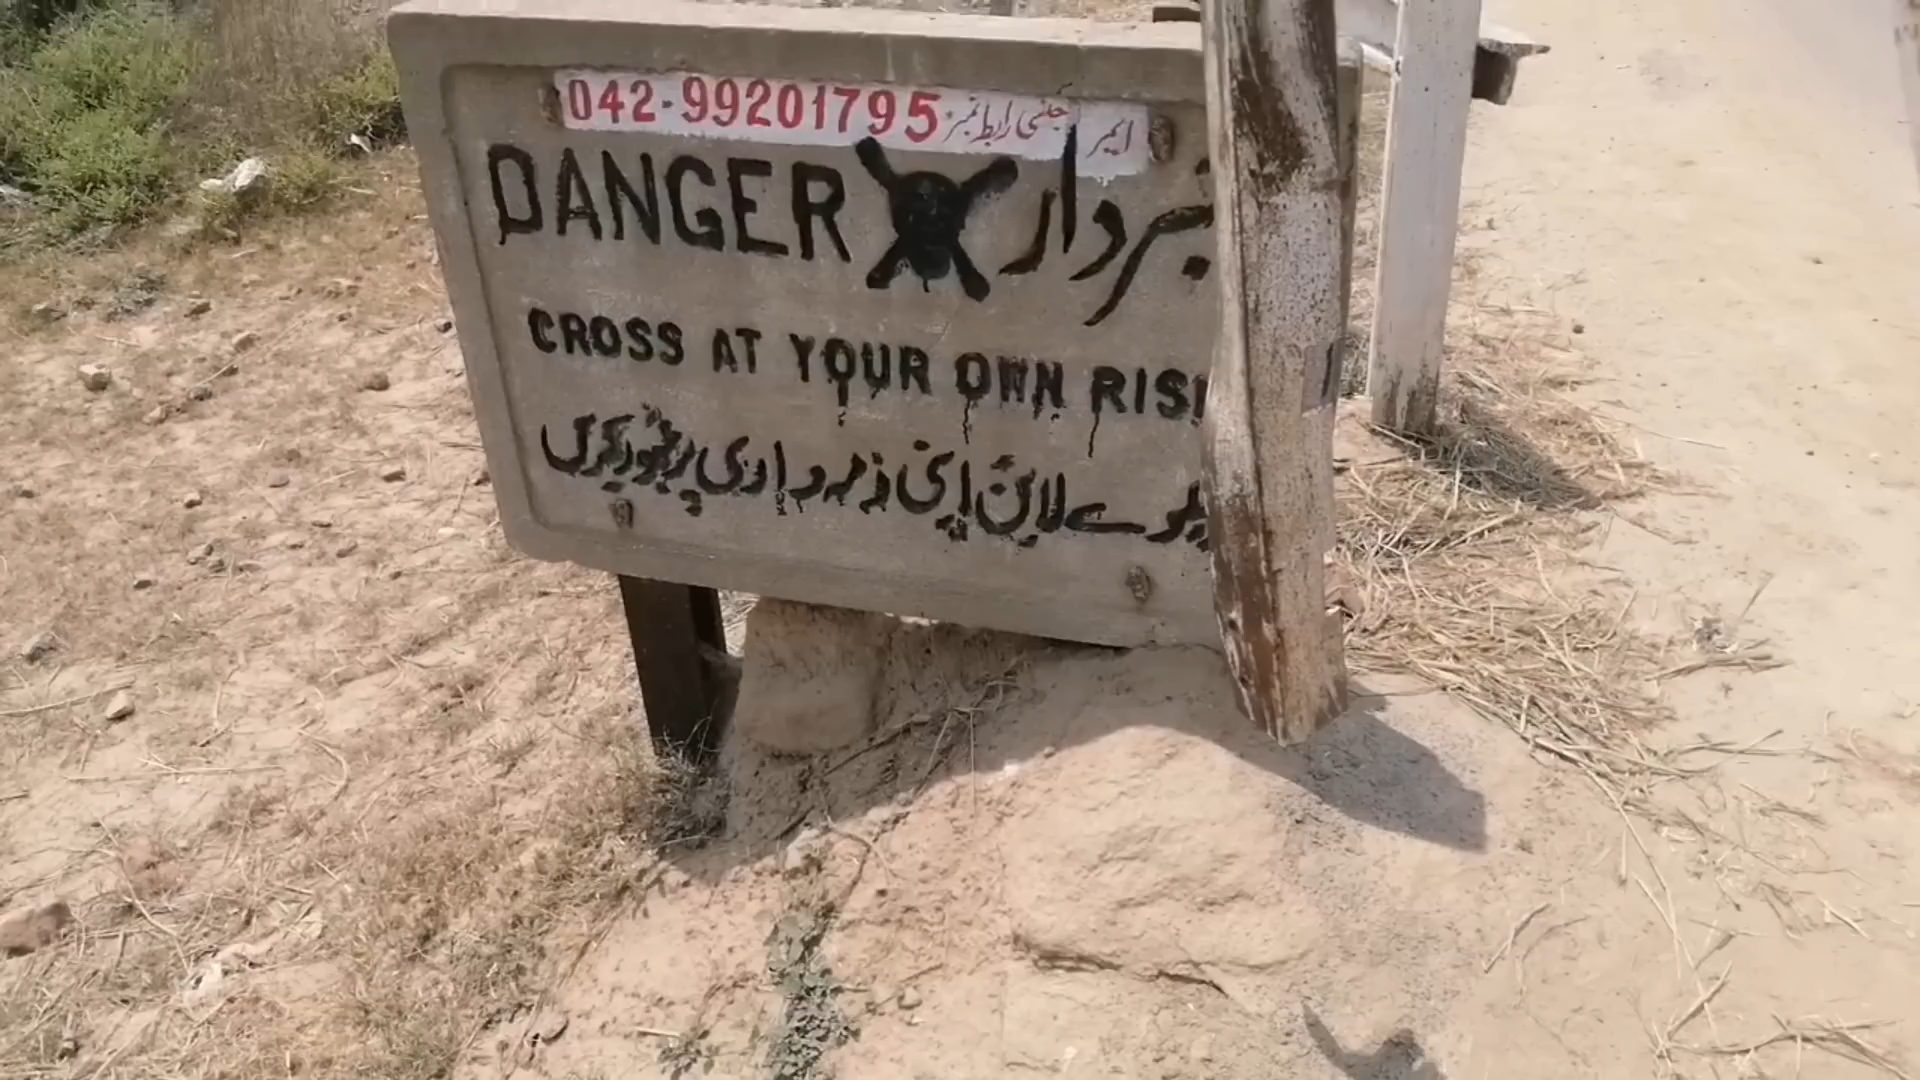 042-99201795 ایمرجنسی رابطہ نمبر
DANGER خبردار
CROSS AT YOUR OWN RIS
لائن اپنی ذمہ داری پر عبور کریں